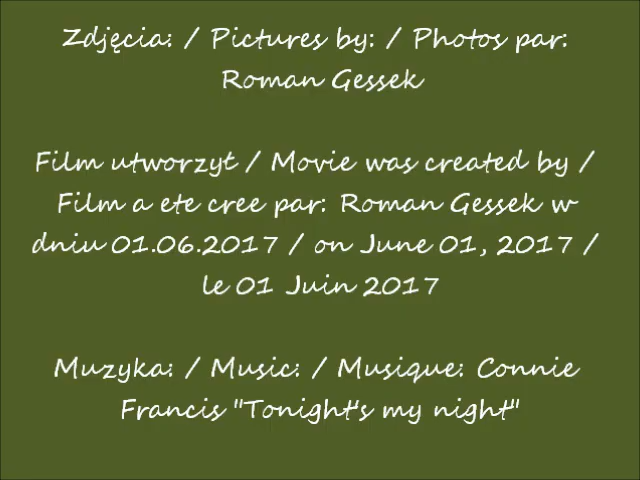 Zdjęcia: / Pictures by: / Photos par:
Roman Gessek
Film utworzył / Movie was created by /
Film a ete cree par: Roman Gessek w
dniu 01.06.2017 / on June 01, 2017 /
le 01 Juin 2017
Muzyka: / Music: / Musique: Connie
Francis "Tonight's my night"